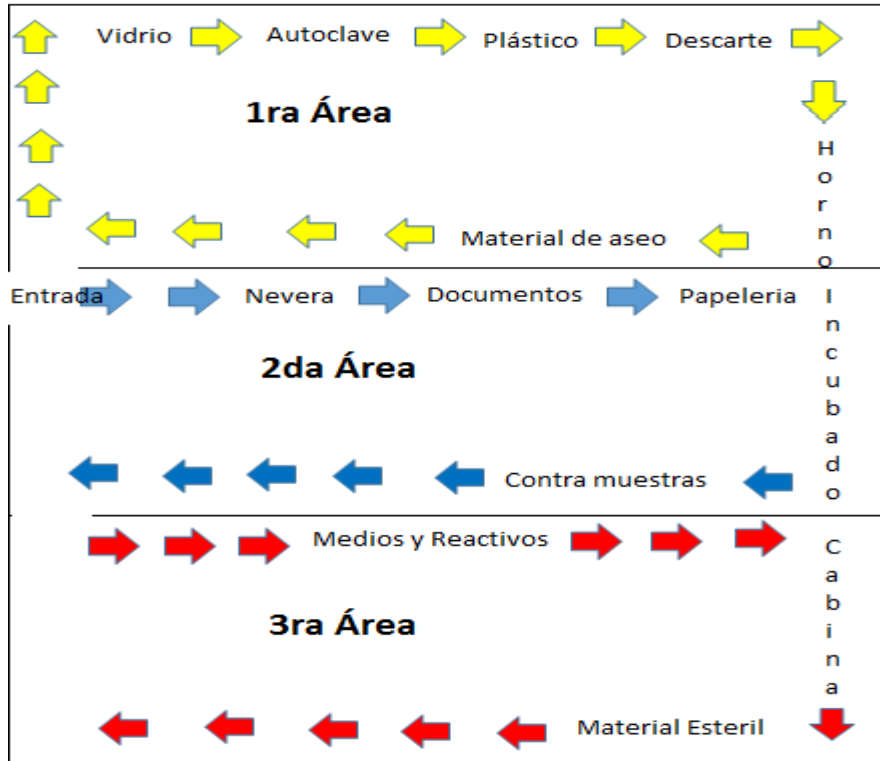 Vidrio Autoclave Plástico Descarte
1ra Área
Horno
Material de aseo
Entrada Nevera Documentos Papeleria
Incubado
2da Área
Contra muestras
Medios y Reactivos
Cabina
3ra Área
Material Esteril